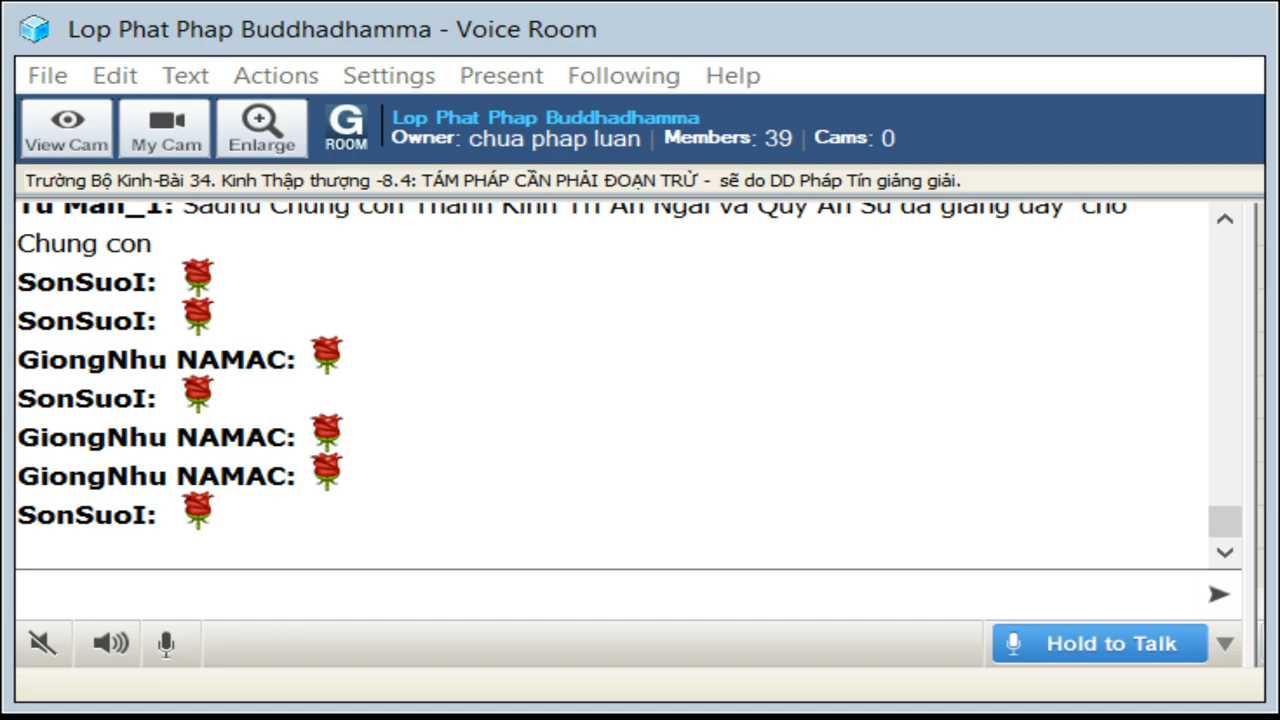 Lop Phat Phap Buddhadhamma - Voice Room
File Edit Text Actions Settings Present Following Help
View Cam My Cam Enlarge G ROOM
Lop Phat Phap Buddhadhamma
Owner: chua phap luan | Members: 39 | Cams: 0
Trường Bộ Kinh-Bài 34. Kinh Thập thượng -8.4: TÁM PHÁP CẦN PHẢI ĐOẠN TRỪ - sẽ do DD Pháp Tín giảng giải.
Chung con
SonSuoI:
SonSuoI:
GiongNhu NAMAC:
SonSuoI:
GiongNhu NAMAC:
GiongNhu NAMAC:
SonSuoI:
Hold to Talk